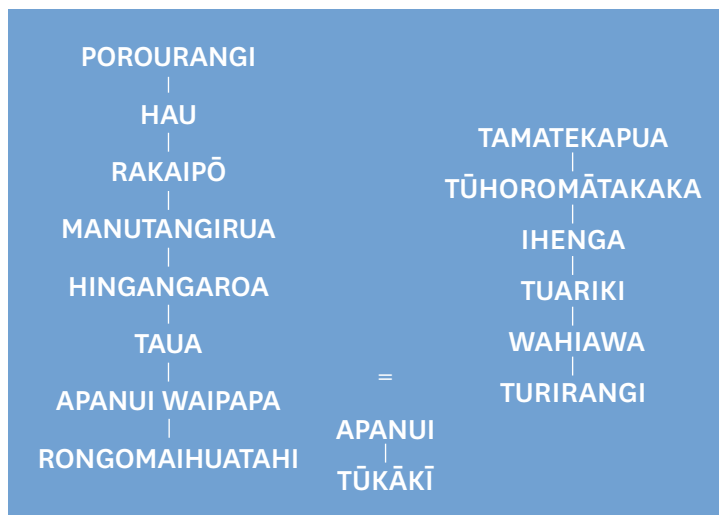 POROURANGI
HAU
RAKAIPŌ
MANUTANGIRUA
HINGANGAROA
TAUA
APANUI WAIPAPA
RONGOMAIHUATAHI
=
APANUI
TŪKĀKĪ
TAMATEKAPUA
TŪHOROMĀTAKAKA
IHENGA
TUARIKI
WAHIAWA
TURIRANGI